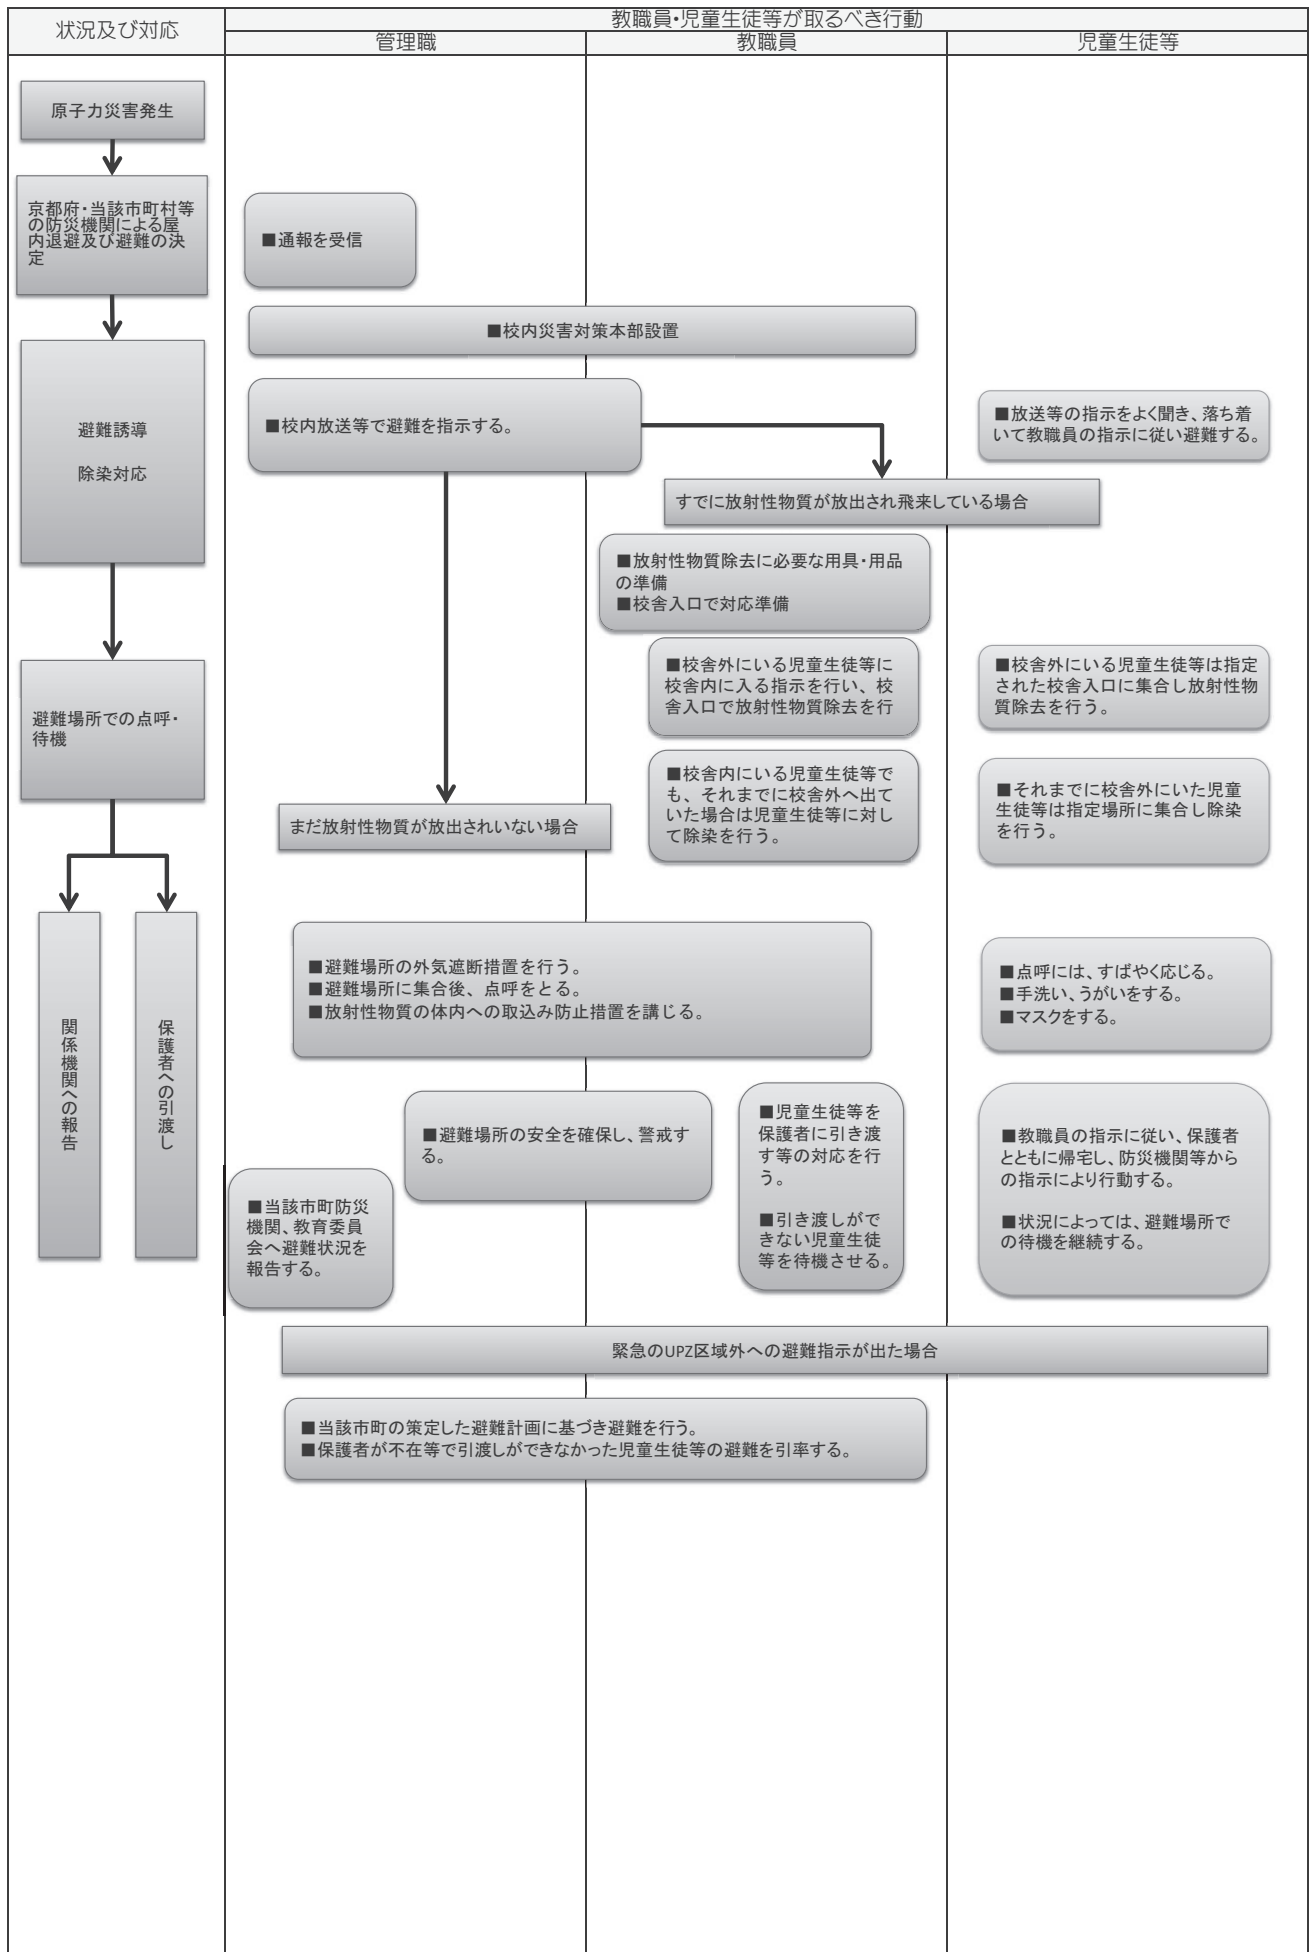 状況及び対応
教職員・児童生徒等が取るべき行動
管理職
教職員
児童生徒等
原子力災害発生
京都府・当該市町村等
の防災機関による屋
内退避及び避難の決
定
■通報を受信
■校内災害対策本部設置
避難誘導
除染対応
■校内放送等で避難を指示する。
■放送等の指示をよく聞き、落ち着
いて教職員の指示に従い避難する。
すでに放射性物質が放出され飛来している場合
■放射性物質除去に必要な用具・用品
の準備
■校舎入口で対応準備
■校舎外にいる児童生徒等に
校舎内に入る指示を行い、校
舎入口で放射性物質除去を行
■校舎外にいる児童生徒等は指定
された校舎入口に集合し放射性物
質除去を行う。
避難場所での点呼・
待機
■校舎内にいる児童生徒等で
も、それまでに校舎外へ出て
いた場合は児童生徒等に対し
て除染を行う。
■それまでに校舎外にいた児童
生徒等は指定場所に集合し除染
を行う。
まだ放射性物質が放出されいない場合
関係機関への報告
保護者への引渡し
■避難場所の外気遮断措置を行う。
■避難場所に集合後、点呼をとる。
■放射性物質の体内への取込み防止措置を講じる。
■点呼には、すばやく応じる。
■手洗い、うがいをする。
■マスクをする。
■避難場所の安全を確保し、警戒す
る。
■児童生徒等を
保護者に引き渡
す等の対応を行
う。
■引き渡しがで
きない児童生徒
等を待機させる。
■教職員の指示に従い、保護者
とともに帰宅し、防災機関等から
の指示により行動する。
■状況によっては、避難場所で
の待機を継続する。
■当該市町防災
機関、教育委員
会へ避難状況を
報告する。
緊急のUPZ区域外への避難指示が出た場合
■当該市町の策定した避難計画に基づき避難を行う。
■保護者が不在等で引渡しができなかった児童生徒等の避難を引率する。